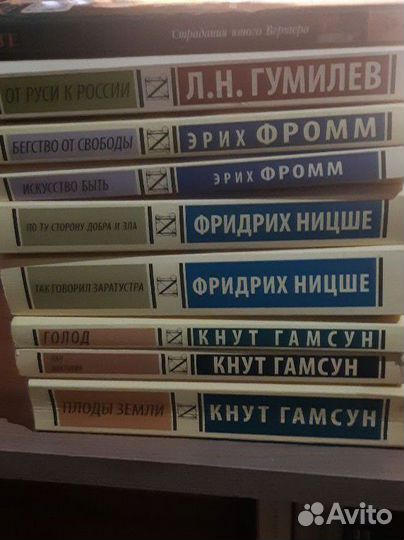 Страдания юного Вертера
ОТ РУСИ К РОССИИ Л.Н. ГУМИЛЕВ
БЕГСТВО ОТ СВОБОДЫ ЭРИХ ФРОММ
ИСКУССТВО БЫТЬ ЭРИХ ФРОММ
ПО ТУ СТОРОНУ ДОБРА И ЗЛА ФРИДРИХ НИЦШЕ
ТАК ГОВОРИЛ ЗАРАТУСТРА ФРИДРИХ НИЦШЕ
ГОЛОД КНУТ ГАМСУН
КНУТ ГАМСУН
ПЛОДЫ ЗЕМЛИ КНУТ ГАМСУН
Avito